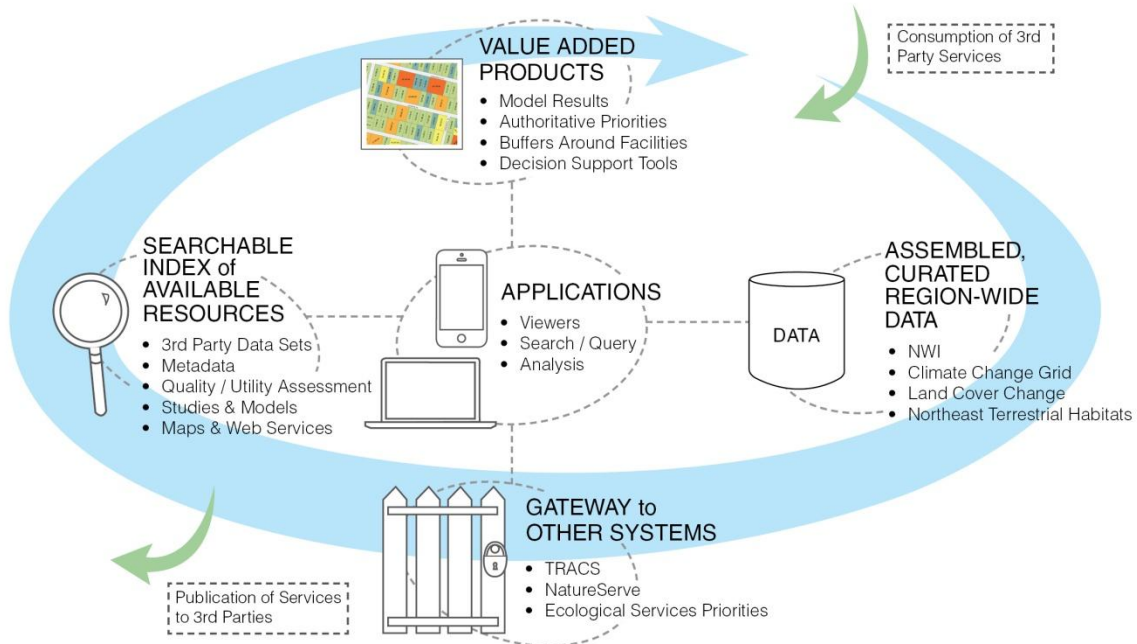 VALUE ADDED
PRODUCTS
• Model Results
• Authoritative Priorities
• Buffers Around Facilities
• Decision Support Tools
Consumption of 3rd
Party Services
SEARCHABLE
INDEX of
AVAILABLE
RESOURCES
• 3rd Party Data Sets
• Metadata
• Quality / Utility Assessment
• Studies & Models
• Maps & Web Services
APPLICATIONS
• Viewers
• Search / Query
• Analysis
DATA
ASSEMBLED,
CURATED
REGION-WIDE
DATA
• NWI
• Climate Change Grid
• Land Cover Change
• Northeast Terrestrial Habitats
GATEWAY to
OTHER SYSTEMS
• TRACS
• NatureServe
• Ecological Services Priorities
Publication of Services
to 3rd Parties